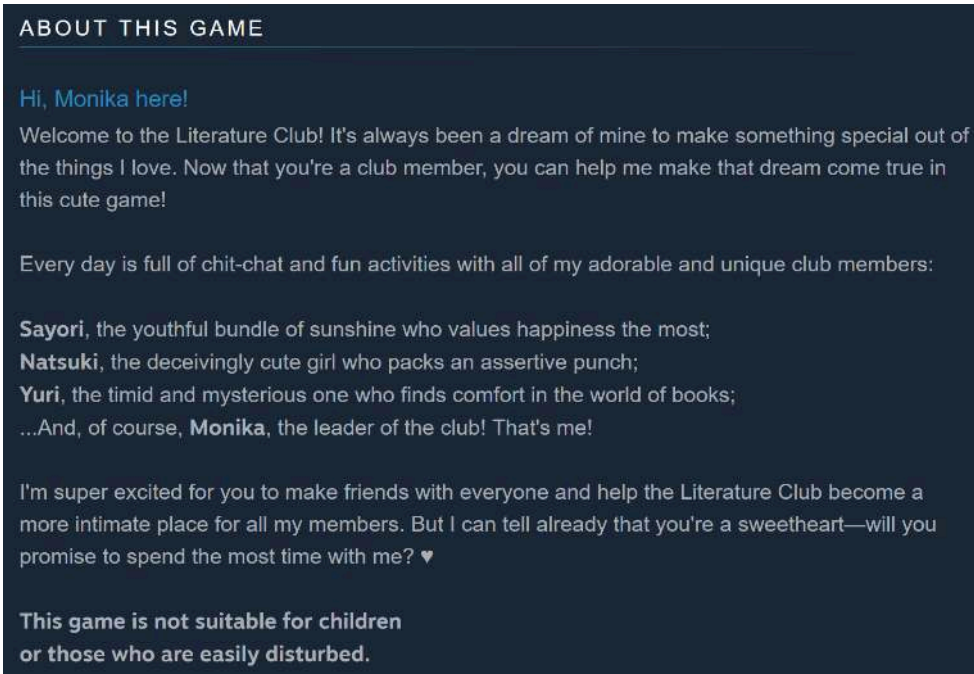 ABOUT THIS GAME
Hi, Monika here!
Welcome to the Literature Club! It's always been a dream of mine to make something special out of
the things I love. Now that you're a club member, you can help me make that dream come true in
this cute game!
Every day is full of chit-chat and fun activities with all of my adorable and unique club members:
Sayori, the youthful bundle of sunshine who values happiness the most;
Natsuki, the deceivingly cute girl who packs an assertive punch;
Yuri, the timid and mysterious one who finds comfort in the world of books;
...And, of course, Monika, the leader of the club! That's me!
I'm super excited for you to make friends with everyone and help the Literature Club become a
more intimate place for all my members. But I can tell already that you're a sweetheart—will you
promise to spend the most time with me? ♥
This game is not suitable for children
or those who are easily disturbed.